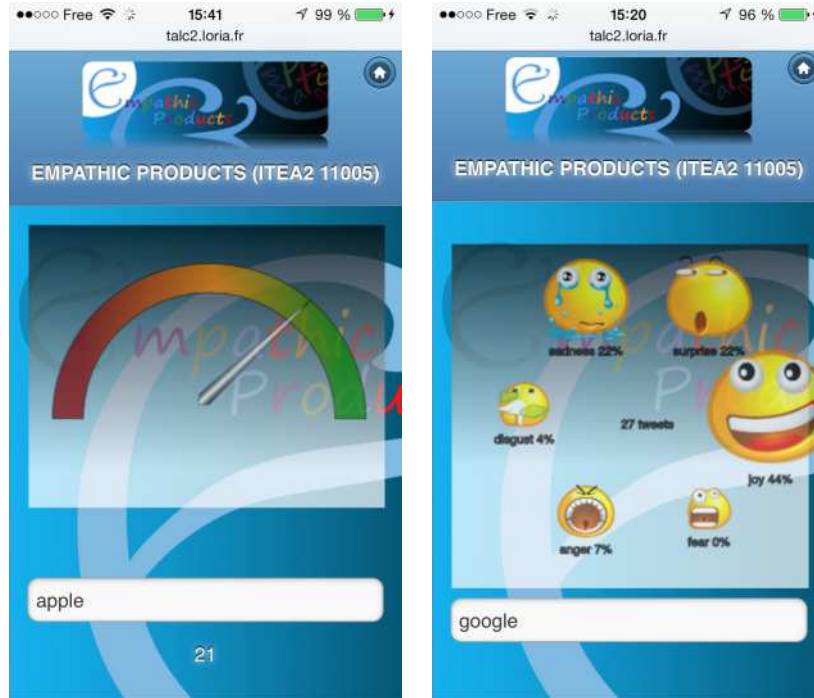 ●●○○○ Free 15:41 99 %
talc2.loria.fr
Empathic
Products
EMPATHIC PRODUCTS (ITEA2 11005)
Empathic
Produ
apple
21
●●○○○ Free 15:20 96 %
talc2.loria.fr
Empathic
Products
EMPATHIC PRODUCTS (ITEA2 11005)
sadness 22%
surprise 22%
disgust 4%
27 tweets
joy 44%
anger 7%
fear 0%
google